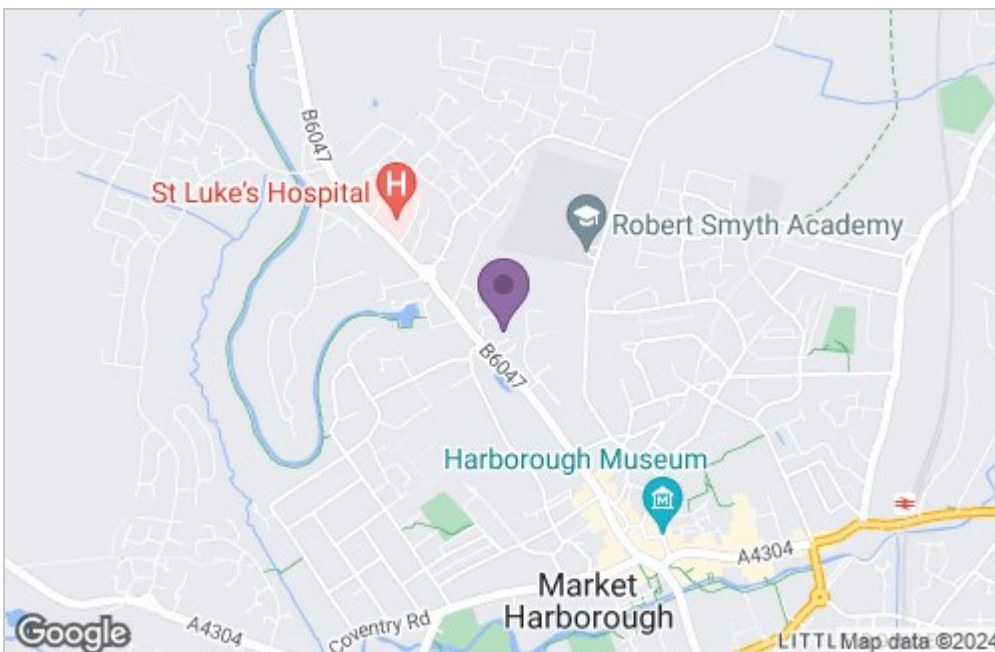 B6047
St Luke's Hospital
H
Robert Smyth Academy
B6047
Harborough Museum
M
A4304
Market
Harborough
Coventry Rd
A4304
Google
LITTL
Map data ©2024